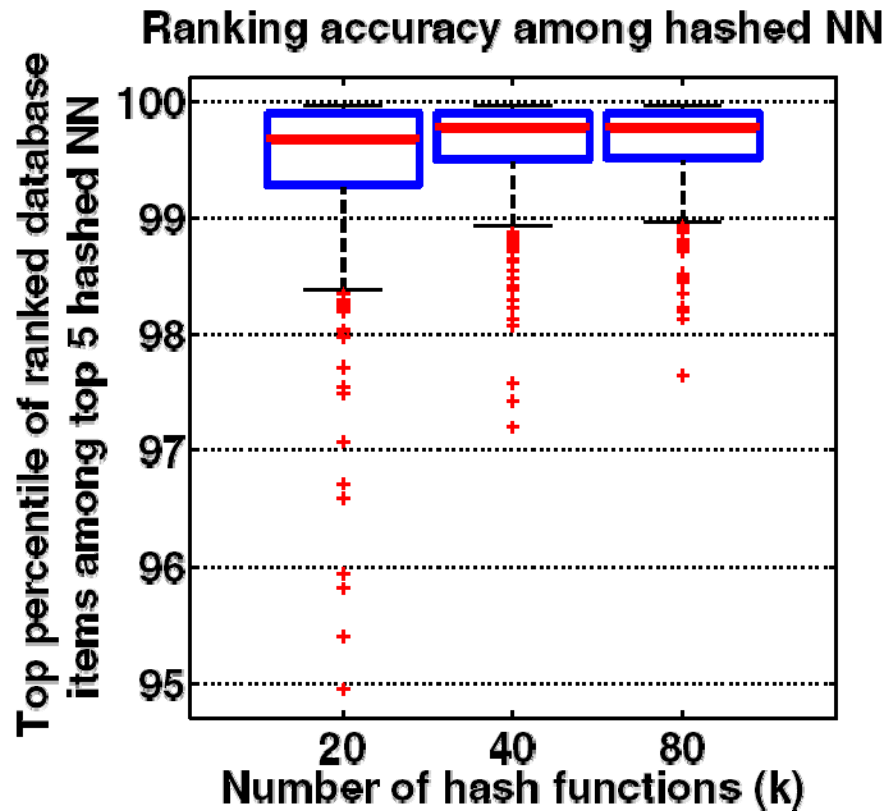 Ranking accuracy among hashed NN
Top percentile of ranked database
items among top 5 hashed NN
100
99
98
97
96
95
20 40 80
Number of hash functions (k)